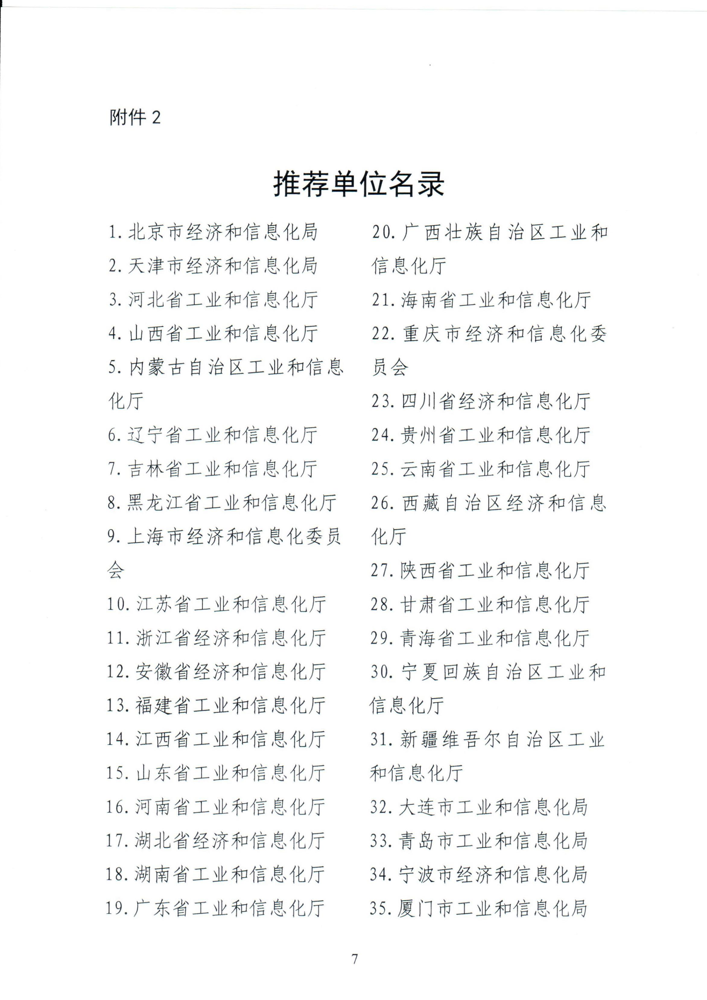 附件 2
推荐单位名录
1. 北京市经济和信息化局
2. 天津市经济和信息化局
3. 河北省工业和信息化厅
4. 山西省工业和信息化厅
5. 内蒙古自治区工业和信息
化厅
6. 辽宁省工业和信息化厅
7. 吉林省工业和信息化厅
8. 黑龙江省工业和信息化厅
9. 上海市经济和信息化委员
会
10. 江苏省工业和信息化厅
11. 浙江省经济和信息化厅
12. 安徽省经济和信息化厅
13. 福建省工业和信息化厅
14. 江西省工业和信息化厅
15. 山东省工业和信息化厅
16. 河南省工业和信息化厅
17. 湖北省经济和信息化厅
18. 湖南省工业和信息化厅
19. 广东省工业和信息化厅
20. 广西壮族自治区工业和
信息化厅
21. 海南省工业和信息化厅
22. 重庆市经济和信息化委
员会
23. 四川省经济和信息化厅
24. 贵州省工业和信息化厅
25. 云南省工业和信息化厅
26. 西藏自治区经济和信息
化厅
27. 陕西省工业和信息化厅
28. 甘肃省工业和信息化厅
29. 青海省工业和信息化厅
30. 宁夏回族自治区工业和
信息化厅
31. 新疆维吾尔自治区工业
和信息化厅
32. 大连市工业和信息化局
33. 青岛市工业和信息化局
34. 宁波市经济和信息化局
35. 厦门市工业和信息化局
7